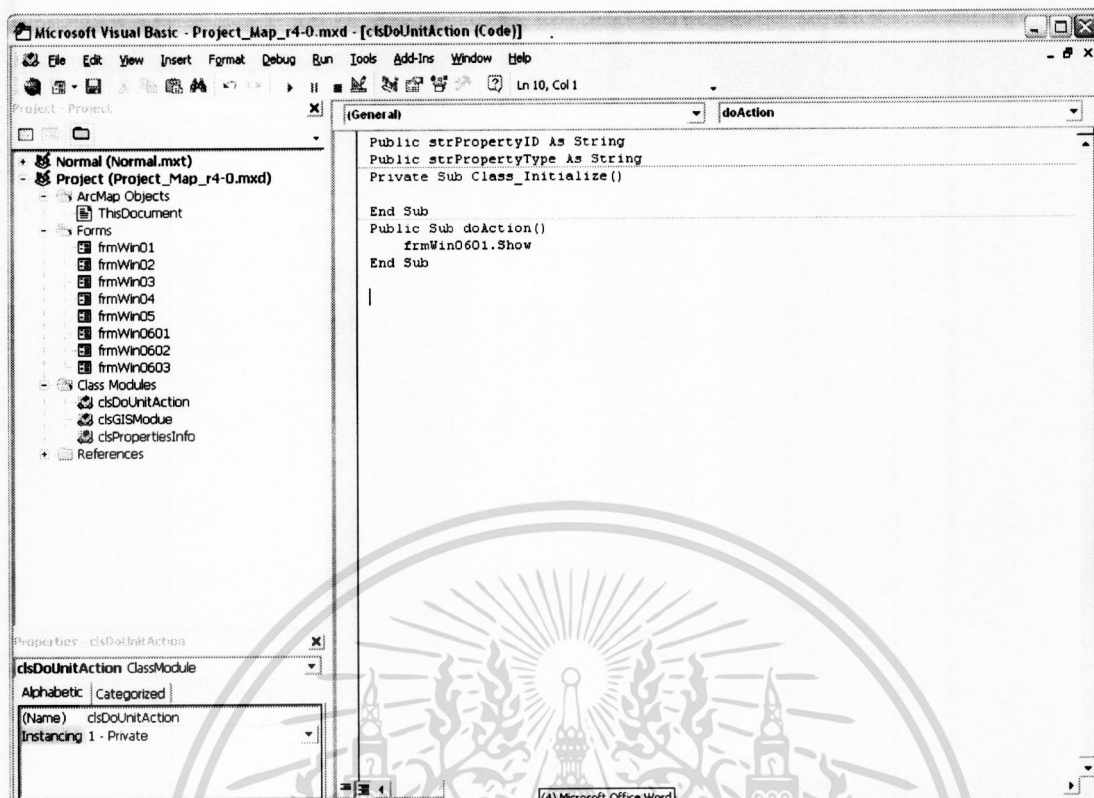 Microsoft Visual Basic - Project_Map_r4-0.mxd - [clsDoUnitAction (Code)]
File Edit View Insert Format Debug Run Tools Add-Ins Window Help
Ln 10, Col 1
Project - Project
Normal (Normal.mxt)
Project (Project_Map_r4-0.mxd)
ArcMap Objects
ThisDocument
Forms
frmWin01
frmWin02
frmWin03
frmWin04
frmWin05
frmWin0601
frmWin0602
frmWin0603
Class Modules
clsDoUnitAction
clsGISModue
clsPropertiesInfo
References
Properties - clsDoUnitAction
clsDoUnitAction ClassModule
Alphabetic Categorized
(Name) clsDoUnitAction
Instancing 1 - Private
(General) doAction
Public strPropertyID As String
Public strPropertyType As String
Private Sub Class_Initialize()
End Sub
Public Sub doAction()
frmWin0601.Show
End Sub
(4) Microsoft Office Word